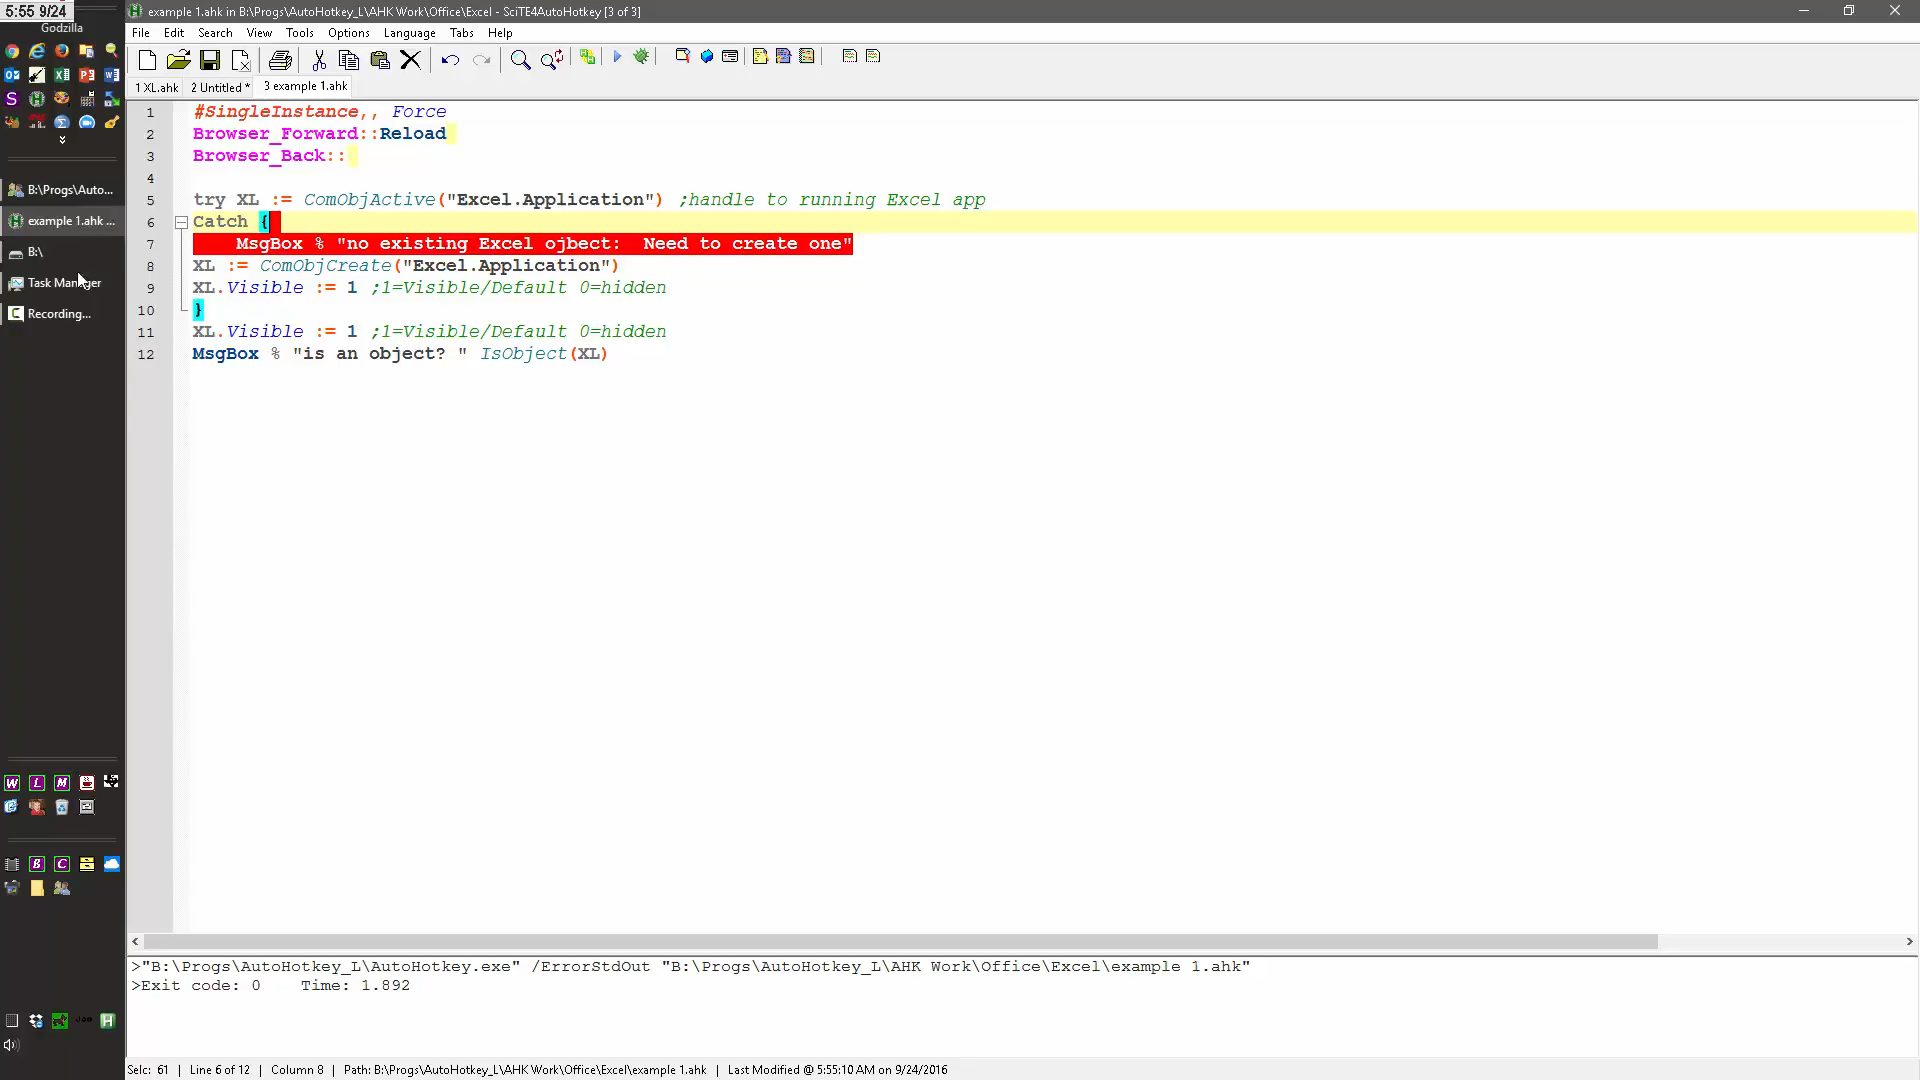 5:55 9/24
Godzilla
example 1.ahk in B:\Progs\AutoHotkey_L\AHK Work\Office\Excel - SciTE4AutoHotkey [3 of 3]
File Edit Search View Tools Options Language Tabs Help
1 XL.ahk 2 Untitled * 3 example 1.ahk
B:\Progs\Auto...
example 1.ahk ...
B:\
Task Manager
Recording...
1 #SingleInstance,, Force
2 Browser_Forward::Reload
3 Browser_Back::
4
5 try XL := ComObjActive("Excel.Application") ;handle to running Excel app
6 Catch {
7 MsgBox % "no existing Excel ojbect:  Need to create one"
8 XL := ComObjCreate("Excel.Application")
9 XL.Visible := 1 ;1=Visible/Default 0=hidden
10 }
11 XL.Visible := 1 ;1=Visible/Default 0=hidden
12 MsgBox % "is an object? " IsObject(XL)
W L M
B C
>"B:\Progs\AutoHotkey_L\AutoHotkey.exe" /ErrorStdOut "B:\Progs\AutoHotkey_L\AHK Work\Office\Excel\example 1.ahk"
>Exit code: 0    Time: 1.892
Selc: 61 | Line 6 of 12 | Column 8 | Path: B:\Progs\AutoHotkey_L\AHK Work\Office\Excel\example 1.ahk | Last Modified @ 5:55:10 AM on 9/24/2016